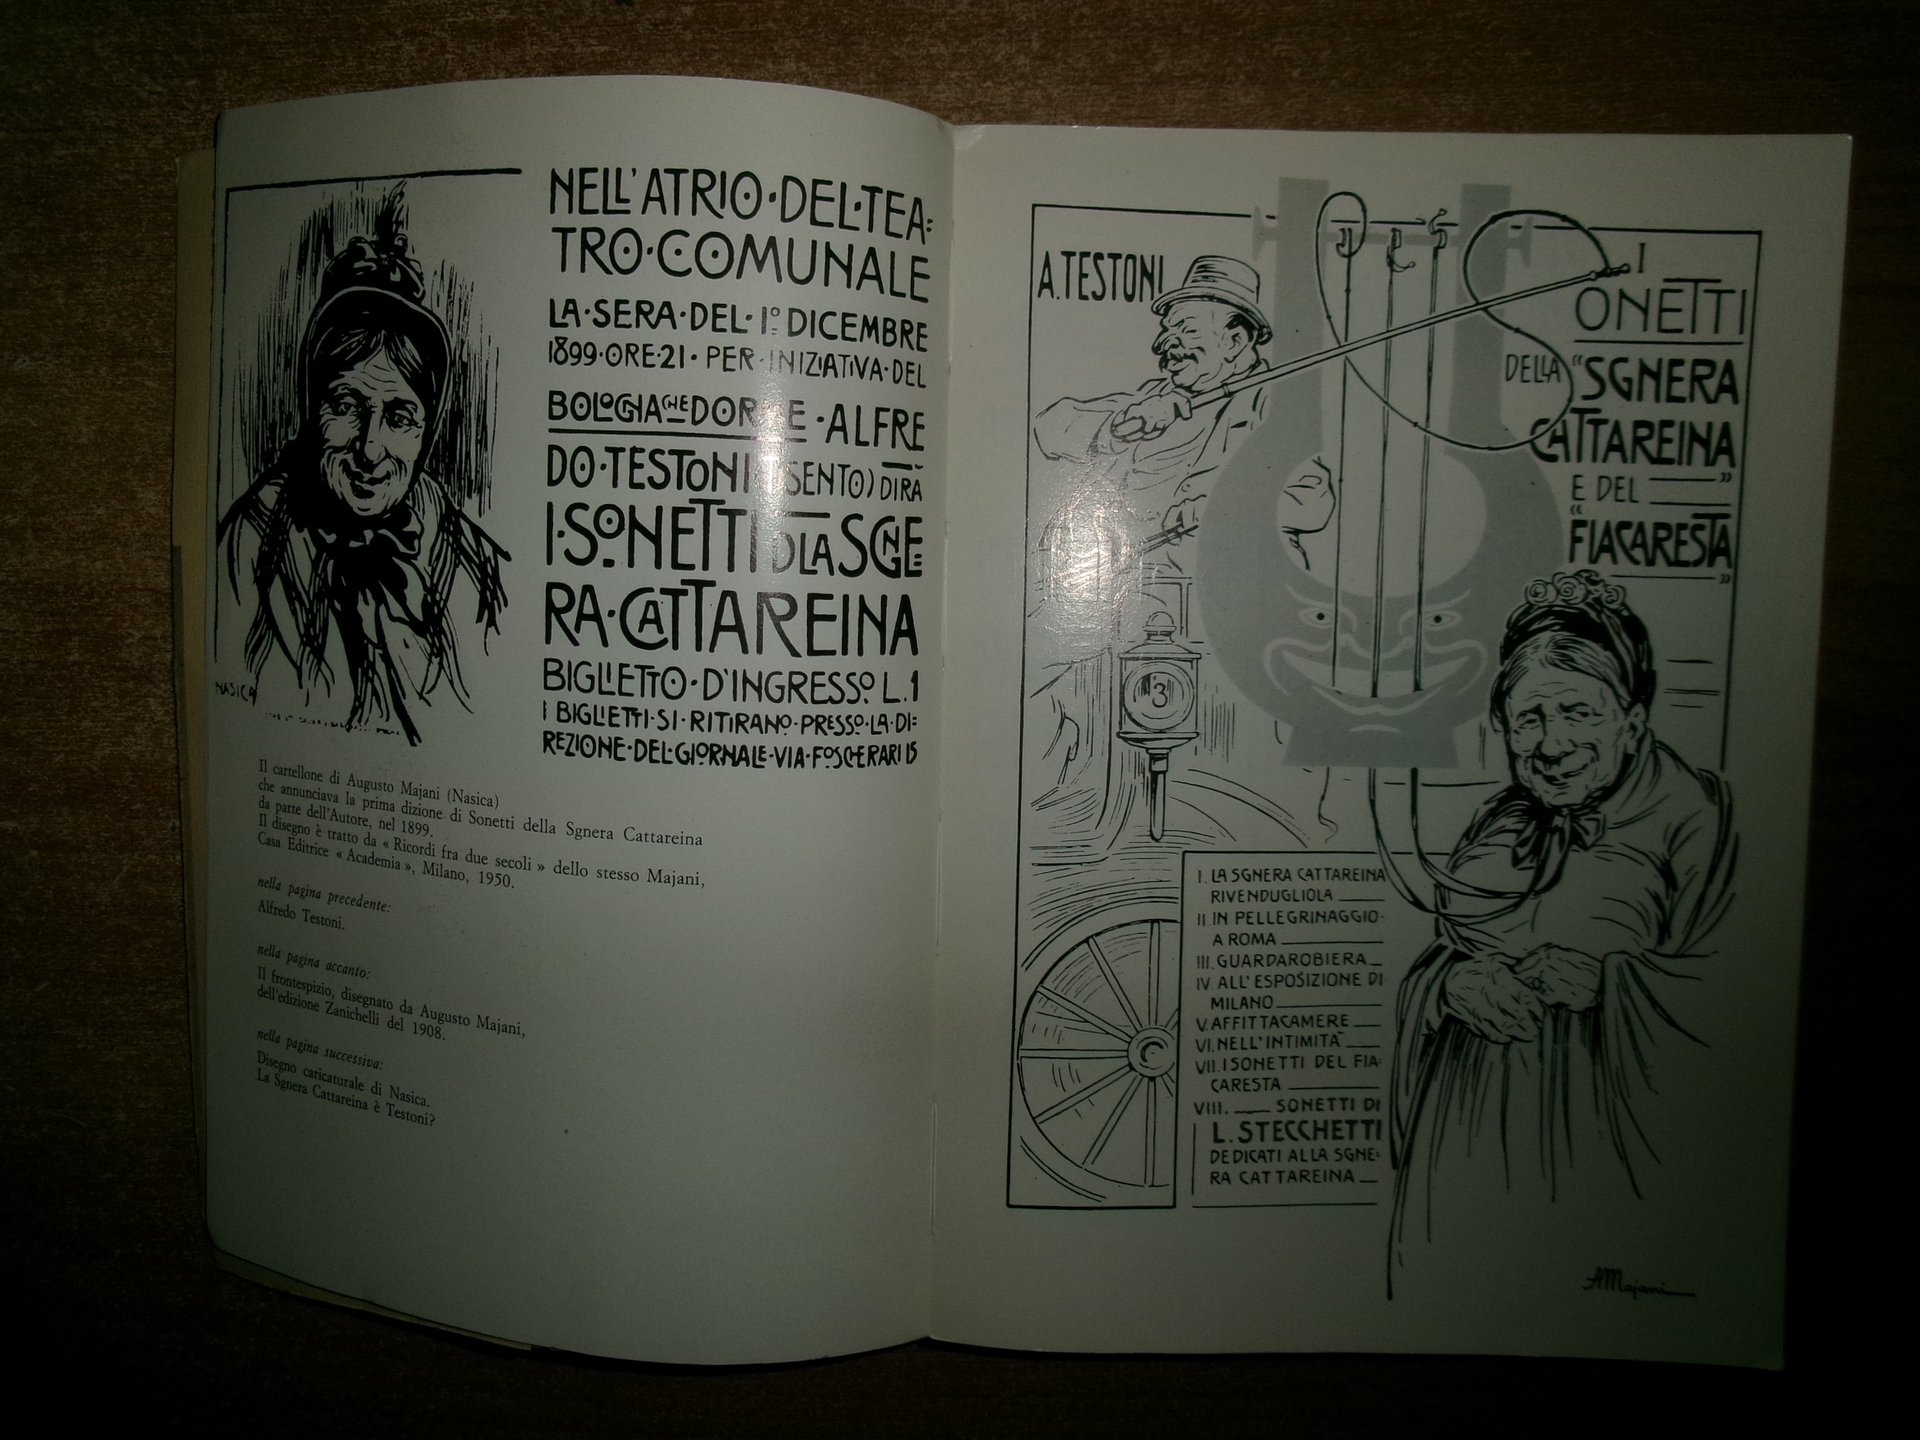 NELL'ATRIO·DEL·TEA=
TRO·COMUNALE
LA·SERA·DEL·1º·DICEMBRE
1899·ORE·21·PER·INIZIATIVA·DEL
BOLOGNA CHE DORME·ALFRE
DO·TESTONI DIRÀ
I·SONETTI DLA SGNE=
RA·CATTAREINA
BIGLIETTO·D'INGRESSO L.1
I BIGLIETTI·SI·RITIRANO·PRESSO·LA·DI=
REZIONE·DEL·GIORNALE·VIA·FOSCHERARI 15
NASICA
Il cartellone di Augusto Majani (Nasica)
che annunciava la prima dizione di Sonetti della Sgnera Cattareina
da parte dell'Autore, nel 1899.
Il disegno è tratto da « Ricordi fra due secoli » dello stesso Majani,
Casa Editrice « Academia », Milano, 1950.
nella pagina precedente:
Alfredo Testoni.
nella pagina accanto:
Il frontespizio, disegnato da Augusto Majani,
dell'edizione Zanichelli del 1908.
nella pagina successiva:
Disegno caricaturale di Nasica.
La Sgnera Cattareina è Testoni?
A. TESTONI
I
SONETTI
DELLA "SGNERA
CATTAREINA"
E DEL
"FIACARESTA"
3
I. LA SGNERA CATTAREINA
RIVENDUGLIOLA
II IN PELLEGRINAGGIO·
A ROMA
III. GUARDAROBIERA
IV. ALL'ESPOSIZIONE DI
MILANO
V. AFFITTACAMERE
VI. NELL'INTIMITÀ
VII. I SONETTI DEL FIA=
CARESTA
VIII. SONETTI DI
L. STECCHETTI
DEDICATI ALLA SGNE=
RA CATTAREINA
AMajani